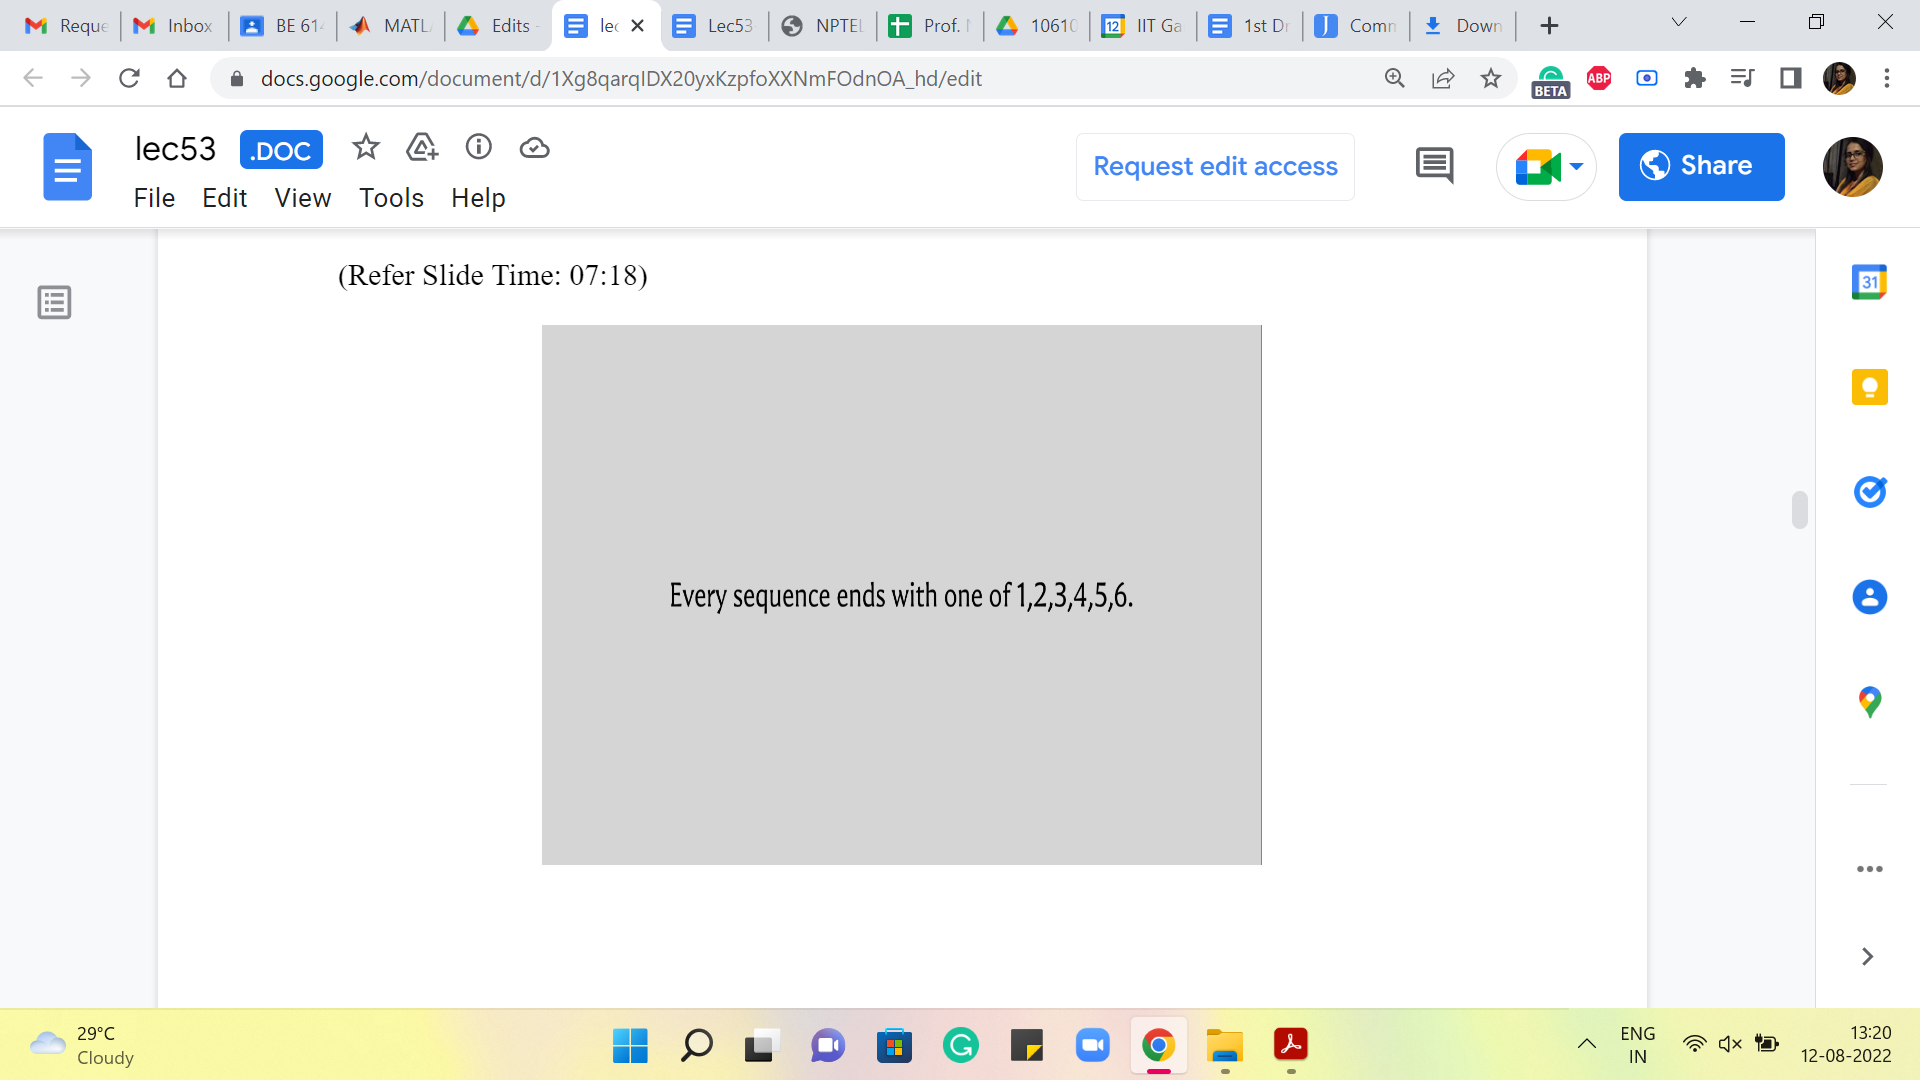 Reque Inbox BE 614 MATL Edits - lec Lec53 NPTEL Prof. 10610 IIT Ga 1st Dr Comm Down
docs.google.com/document/d/1Xg8qarqIDX20yxKzpfoXXNmFOdnOA_hd/edit
BETA
ABP
lec53 .DOC
File Edit View Tools Help
Request edit access
Share
31
(Refer Slide Time: 07:18)
Every sequence ends with one of 1,2,3,4,5,6.
29°C
Cloudy
ENG
IN
13:20
12-08-2022